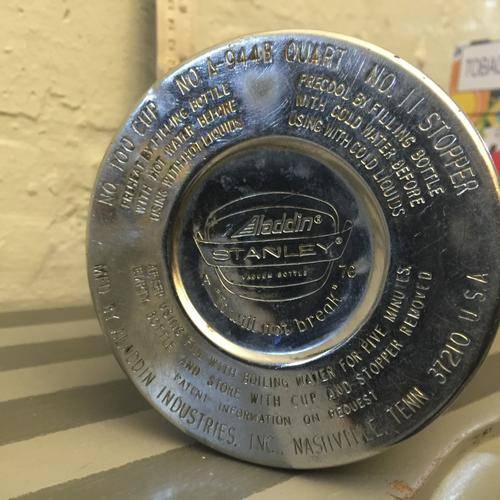 NO. 100 CUP NO. A-944B QUART NO. 11 STOPPER
PREHEAT BY FILLING BOTTLE
WITH HOT WATER BEFORE
USING WITH HOT LIQUIDS
PRECOOL BY FILLING BOTTLE
WITH COLD WATER BEFORE
USING WITH COLD LIQUIDS
Aladdin®
STANLEY®
VACUUM BOTTLE
"It will not break" 76
AFTER USING FILL WITH BOILING WATER FOR FIVE MINUTES,
EMPTY BOTTLE AND STORE WITH CUP AND STOPPER REMOVED
PATENT INFORMATION ON REQUEST
MFD. BY ALADDIN INDUSTRIES, INC., NASHVILLE, TENN 37210 U.S.A.
TOBAC